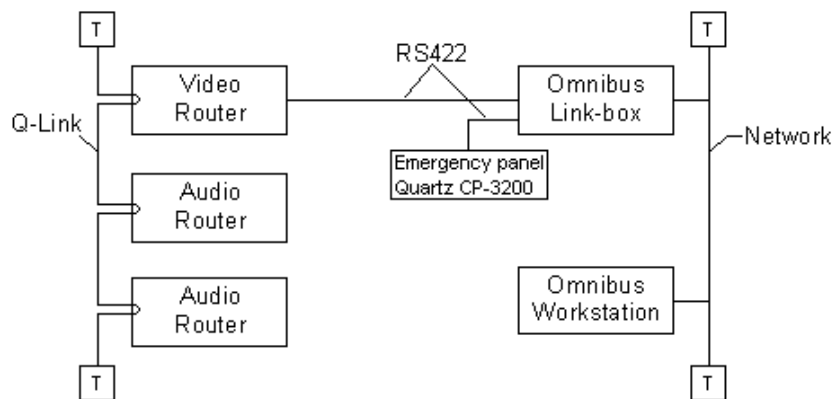 T
T
RS422
Video
Router
Omnibus
Link-box
Q-Link
Network
Emergency panel
Quartz CP-3200
Audio
Router
Audio
Router
Omnibus
Workstation
T
T